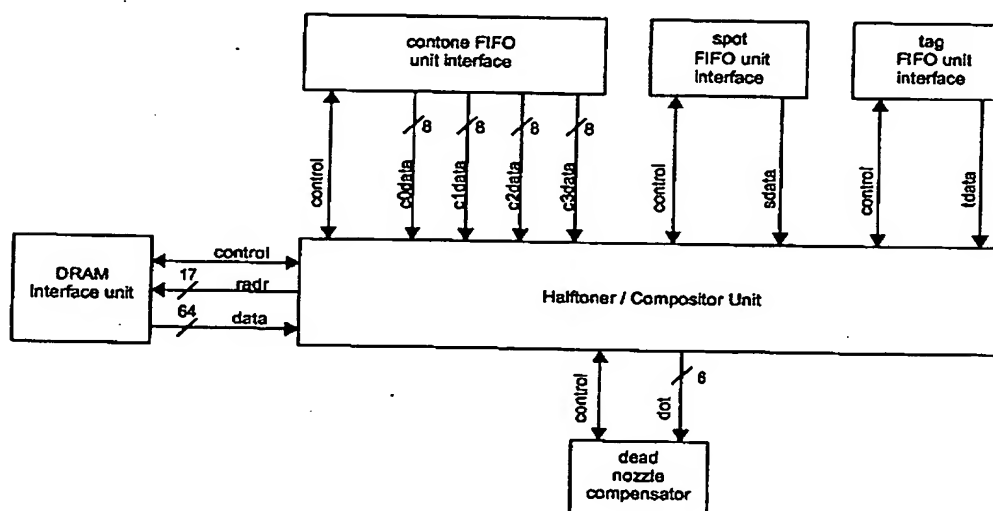 contone FIFO
unit interface
spot
FIFO unit
interface
tag
FIFO unit
interface
control
8
c0data
8
c1data
8
c2data
8
c3data
control
sdata
control
tdata
DRAM
Interface unit
control
17
radr
64
data
Halftoner / Compositor Unit
control
6
dot
dead
nozzle
compensator